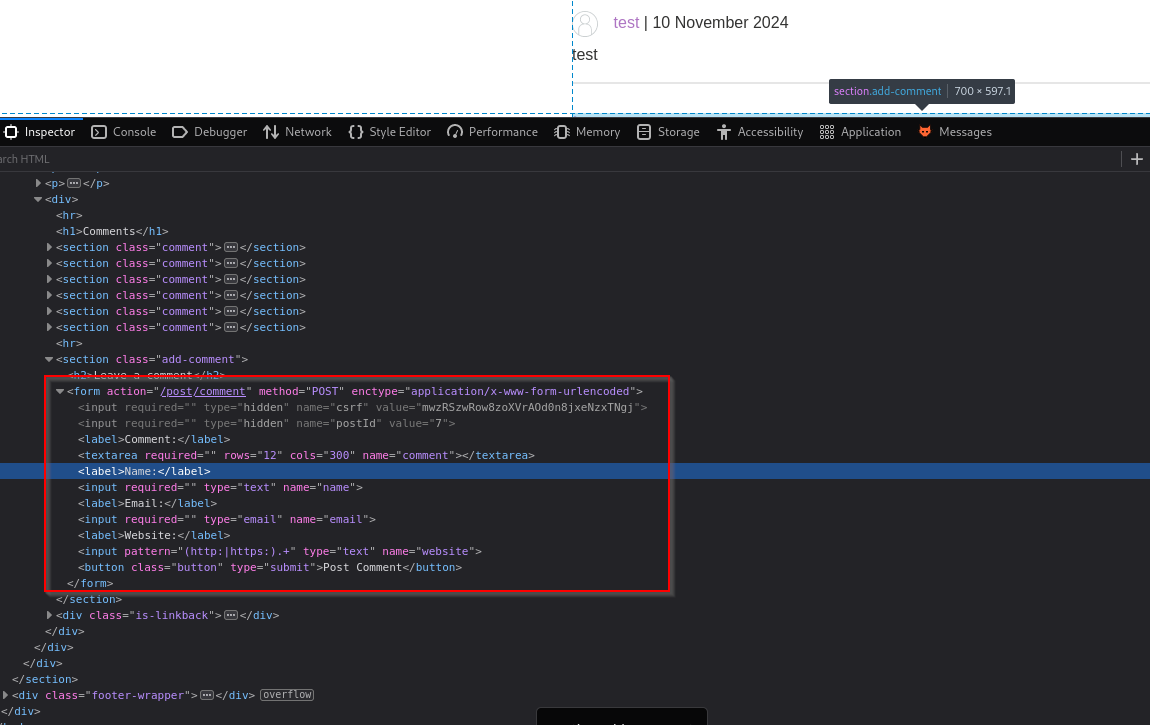 test | 10 November 2024
test
section.add-comment | 700 × 597.1
Inspector Console Debugger Network Style Editor Performance Memory Storage Accessibility Application Messages
arch HTML +
<p></p>
<div>
<hr>
<h1>Comments</h1>
<section class="comment"></section>
<section class="comment"></section>
<section class="comment"></section>
<section class="comment"></section>
<section class="comment"></section>
<section class="comment"></section>
<hr>
<section class="add-comment">
<h2>Leave a comment</h2>
<form action="/post/comment" method="POST" enctype="application/x-www-form-urlencoded">
<input required="" type="hidden" name="csrf" value="mwzRSzwRow8zoXVrAOd0n8jxeNzxTNgj">
<input required="" type="hidden" name="postId" value="7">
<label>Comment:</label>
<textarea required="" rows="12" cols="300" name="comment"></textarea>
<label>Name:</label>
<input required="" type="text" name="name">
<label>Email:</label>
<input required="" type="email" name="email">
<label>Website:</label>
<input pattern="(http:|https:).+" type="text" name="website">
<button class="button" type="submit">Post Comment</button>
</form>
</section>
<div class="is-linkback"></div>
</div>
</div>
</div>
</section>
<div class="footer-wrapper"></div> overflow
</div>